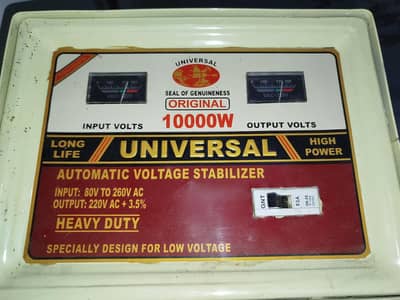 UNIVERSAL
SEAL OF GENUINENESS
ORIGINAL
10000W
INPUT VOLTS
OUTPUT VOLTS
LONG LIFE
UNIVERSAL
HIGH POWER
AUTOMATIC VOLTAGE STABILIZER
INPUT: 80V TO 260V AC
OUTPUT: 220V AC + 3.5%
HEAVY DUTY
SPECIALLY DESIGN FOR LOW VOLTAGE